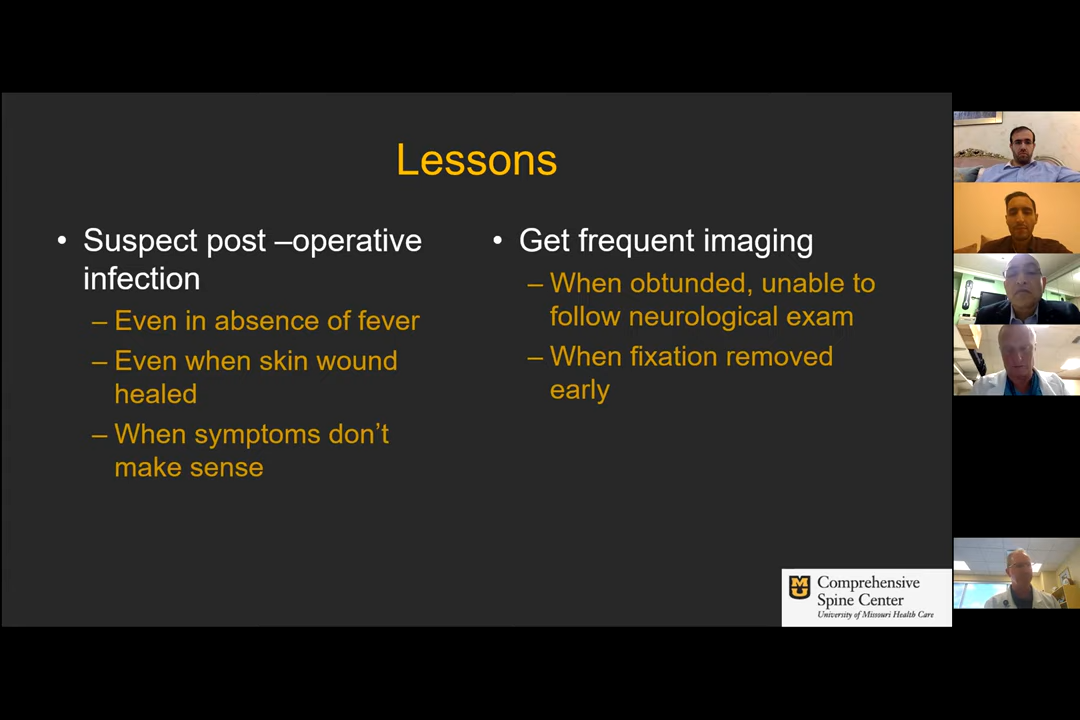 Lessons
• Suspect post –operative
infection
– Even in absence of fever
– Even when skin wound
healed
– When symptoms don’t
make sense
• Get frequent imaging
– When obtunded, unable to
follow neurological exam
– When fixation removed
early
Comprehensive
Spine Center
University of Missouri Health Care